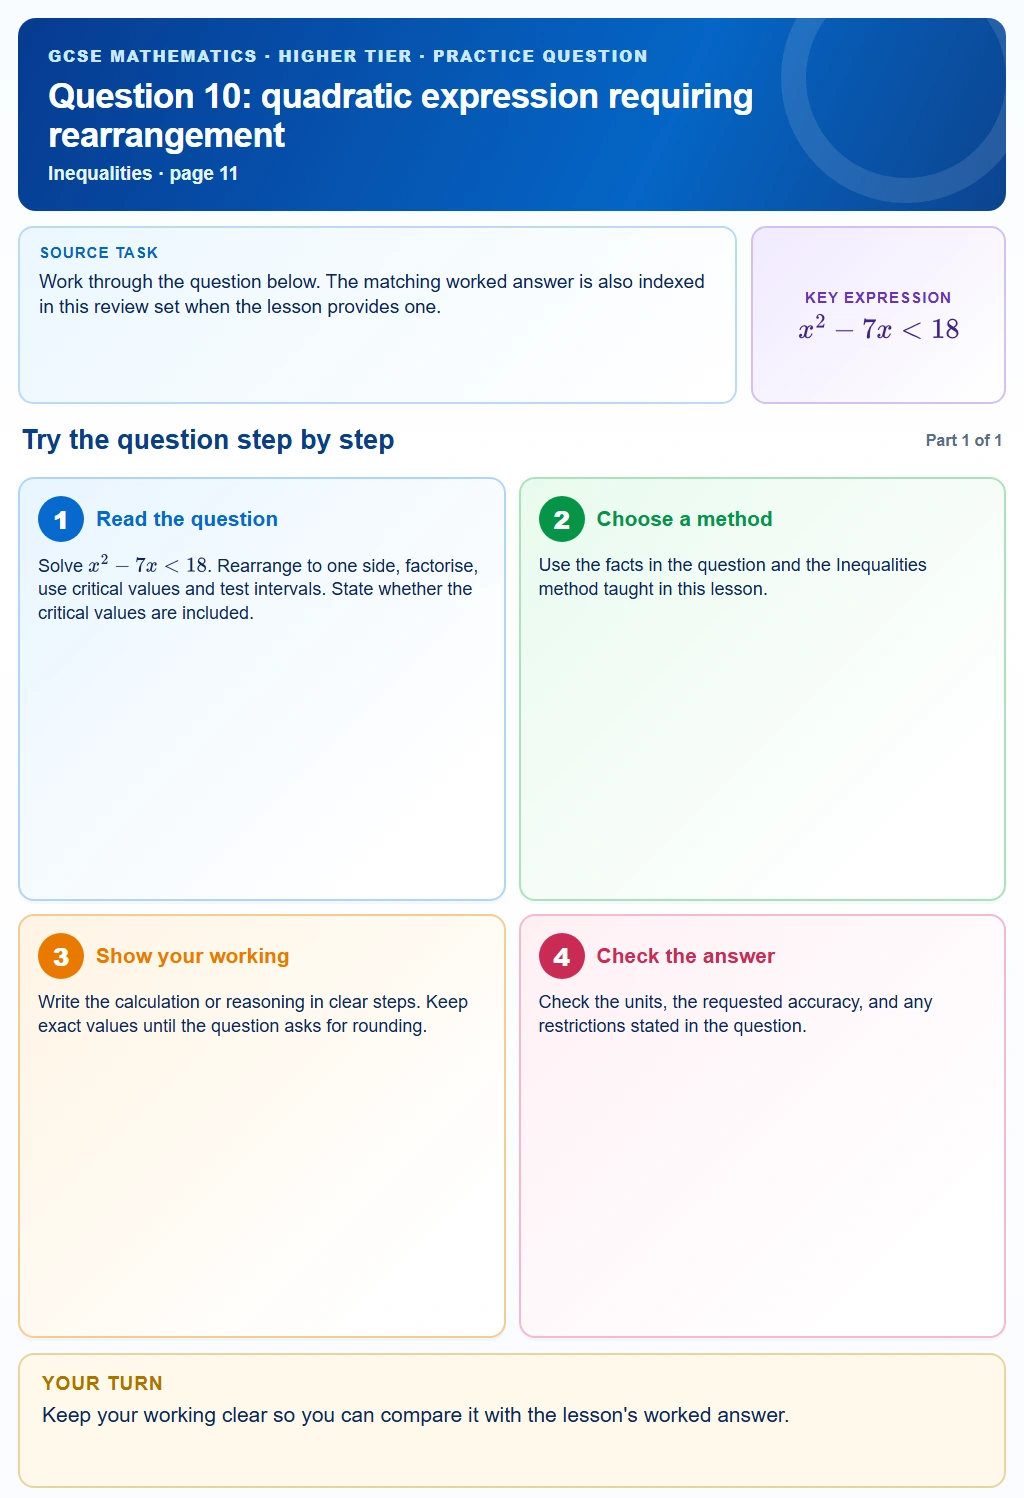 GCSE MATHEMATICS · HIGHER TIER · PRACTICE QUESTION
Question 10: quadratic expression requiring
rearrangement
Inequalities · page 11
SOURCE TASK
Work through the question below. The matching worked answer is also indexed
in this review set when the lesson provides one.
KEY EXPRESSION
x² − 7x < 18
Try the question step by step
Part 1 of 1
1 Read the question
Solve x² − 7x < 18. Rearrange to one side, factorise,
use critical values and test intervals. State whether the
critical values are included.
2 Choose a method
Use the facts in the question and the Inequalities
method taught in this lesson.
3 Show your working
Write the calculation or reasoning in clear steps. Keep
exact values until the question asks for rounding.
4 Check the answer
Check the units, the requested accuracy, and any
restrictions stated in the question.
YOUR TURN
Keep your working clear so you can compare it with the lesson's worked answer.